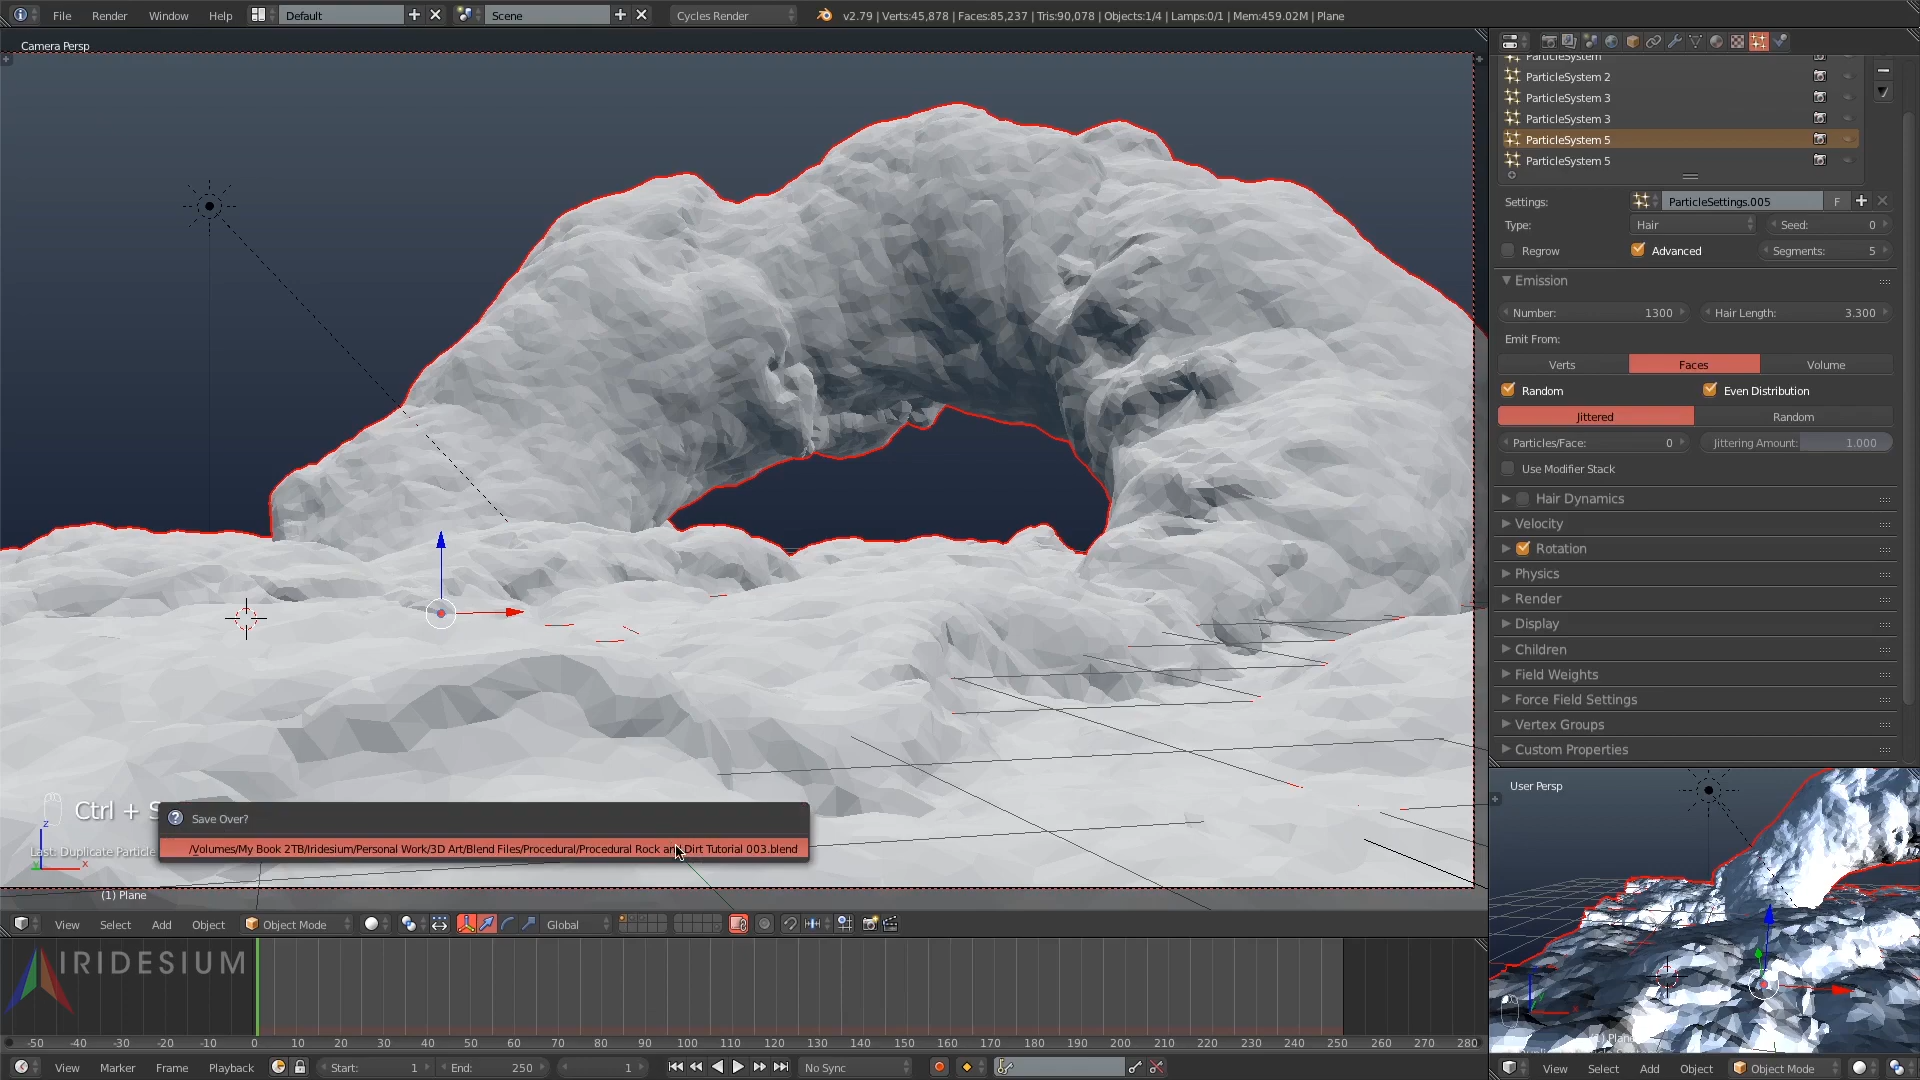 File Render Window Help Default Scene Cycles Render v2.79 | Verts:45,878 | Faces:85,237 | Tris:90,078 | Objects:1/4 | Lamps:0/1 | Mem:459.02M | Plane
Camera Persp
ParticleSystem
ParticleSystem 2
ParticleSystem 3
ParticleSystem 3
ParticleSystem 5
ParticleSystem 5
Settings: ParticleSettings.005 F
Type: Hair Seed: 0
Regrow Advanced Segments: 5
Emission
Number: 1300 Hair Length: 3.300
Emit From:
Verts Faces Volume
Random Even Distribution
Jittered Random
Particles/Face: 0 Jittering Amount: 1.000
Use Modifier Stack
Hair Dynamics
Velocity
Rotation
Physics
Render
Display
Children
Field Weights
Force Field Settings
Vertex Groups
Custom Properties
User Persp
Ctrl + S
Save Over?
/Volumes/My Book 2TB/Iridesium/Personal Work/3D Art/Blend Files/Procedural/Procedural Rock and Dirt Tutorial 003.blend
Last: Duplicate Particle
z
x
(1) Plane
View Select Add Object Object Mode Global
IRIDESIUM
-50 -40 -30 -20 -10 0 10 20 30 40 50 60 70 80 90 100 110 120 130 140 150 160 170 180 190 200 210 220 230 240 250 260 270 280
View Marker Frame Playback Start: 1 End: 250 1 No Sync
(1) Plane
View Select Add Object Object Mode